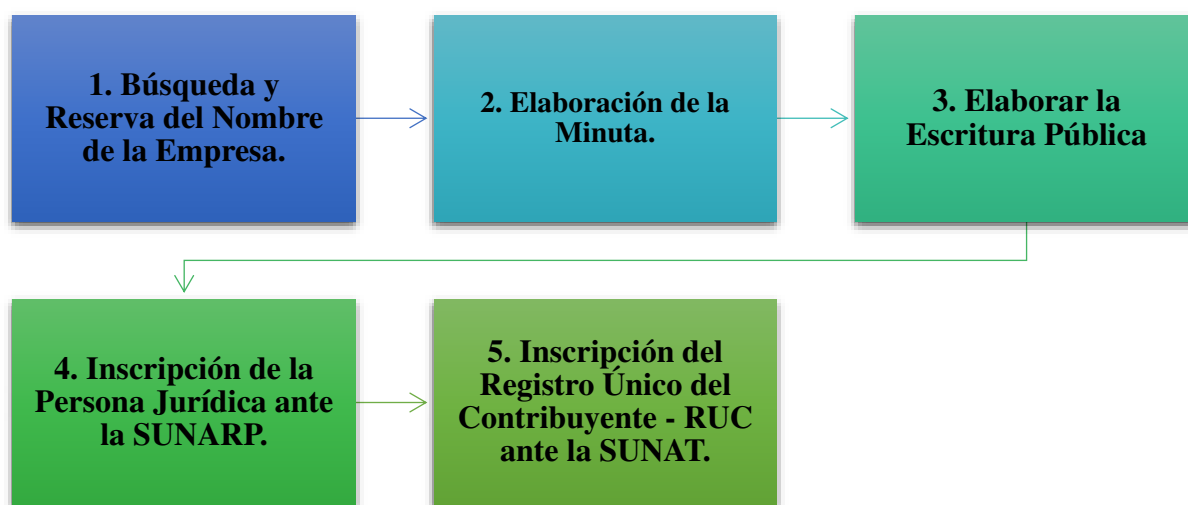 1. Búsqueda y
Reserva del Nombre
de la Empresa.
2. Elaboración de la
Minuta.
3. Elaborar la
Escritura Pública
4. Inscripción de la
Persona Jurídica ante
la SUNARP.
5. Inscripción del
Registro Único del
Contribuyente - RUC
ante la SUNAT.